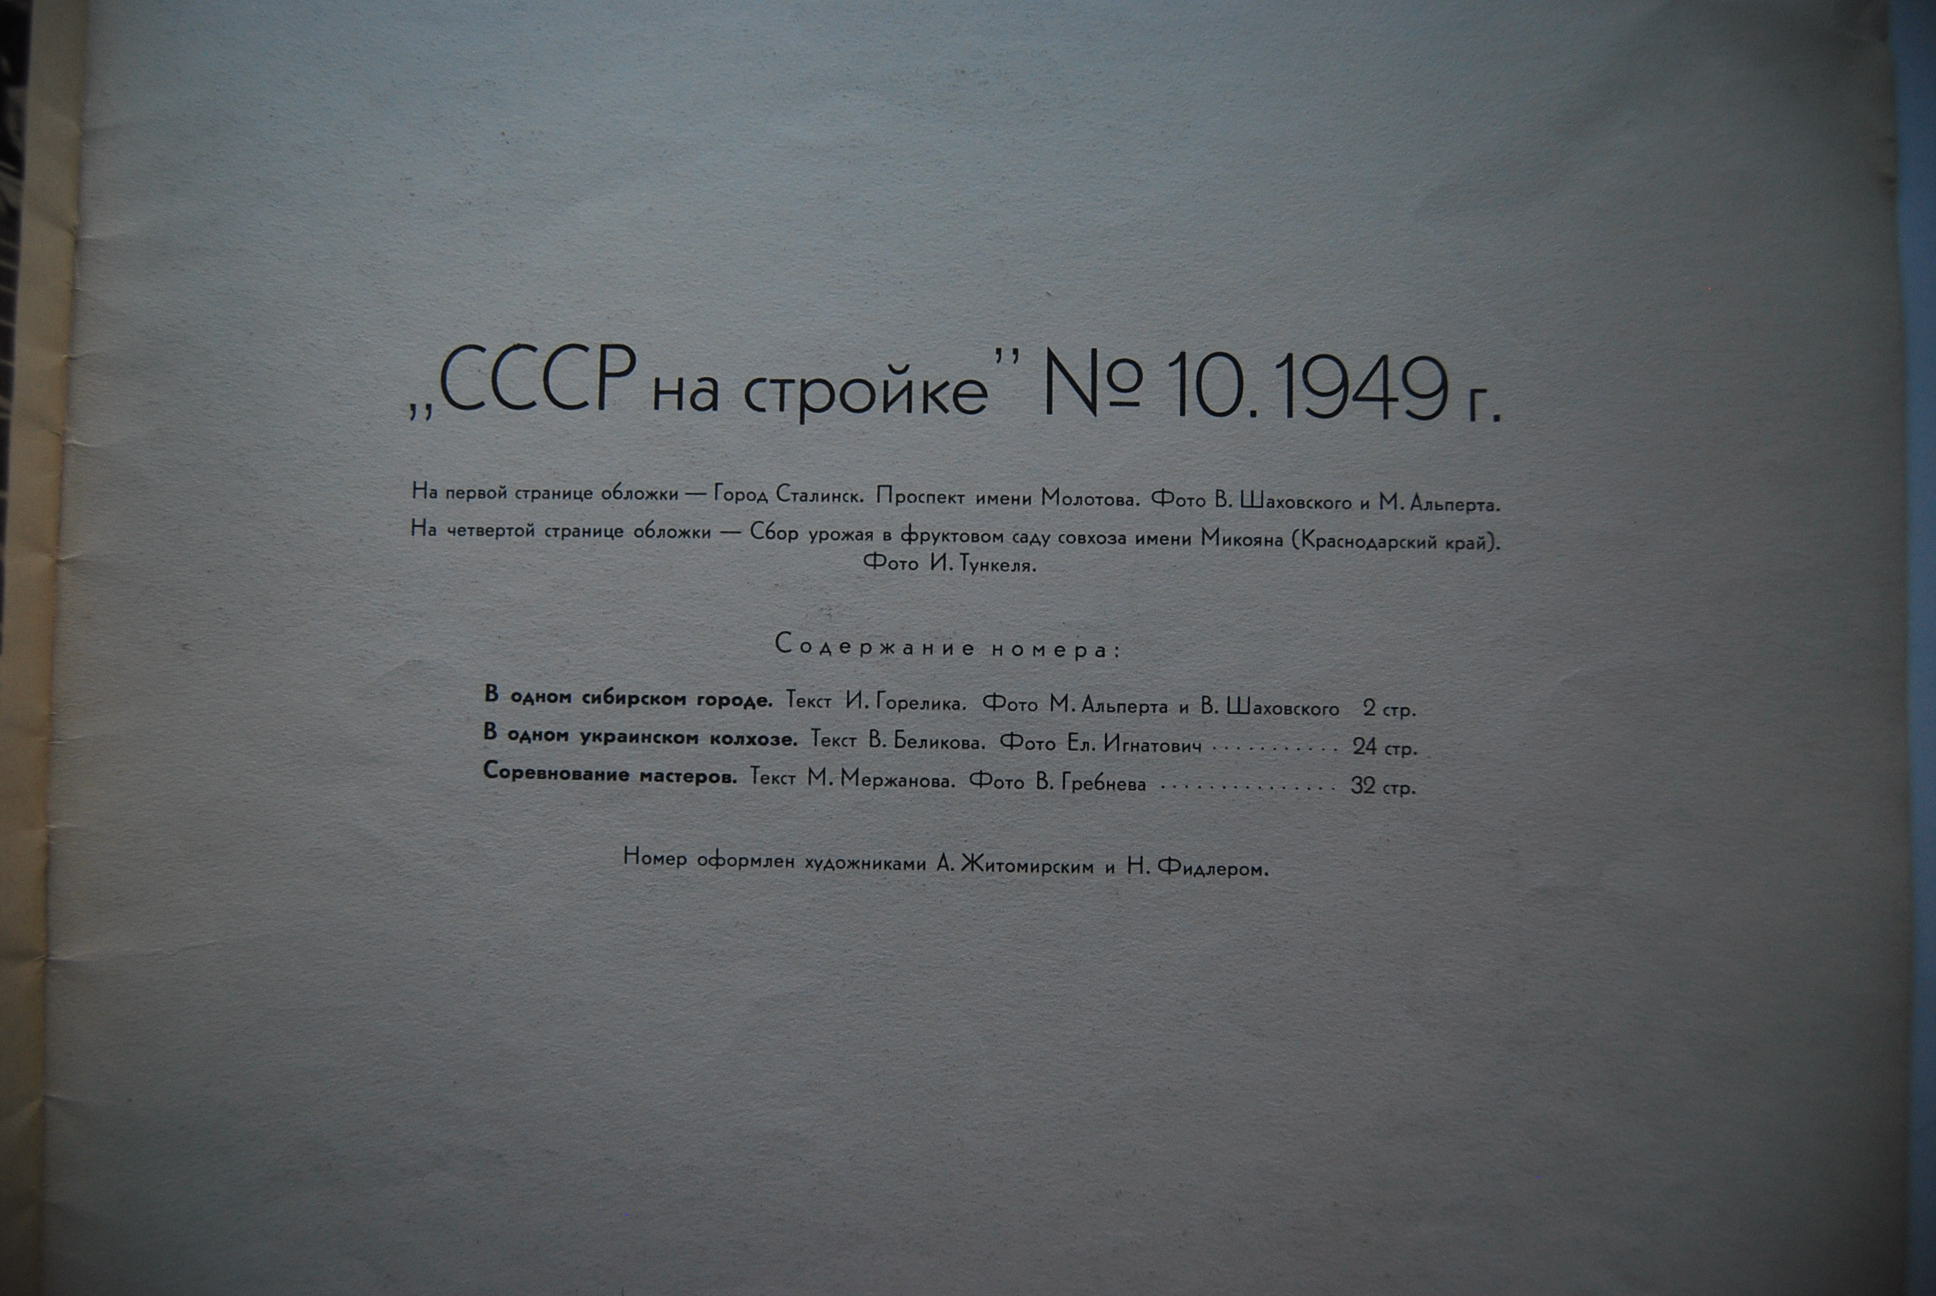 „СССР на стройке” № 10. 1949 г.
На первой странице обложки — Город Сталинск. Проспект имени Молотова. Фото В. Шаховского и М. Альперта.
На четвертой странице обложки — Сбор урожая в фруктовом саду совхоза имени Микояна (Краснодарский край).
Фото И. Тункеля.
Содержание номера:
В одном сибирском городе. Текст И. Горелика. Фото М. Альперта и В. Шаховского 2 стр.
В одном украинском колхозе. Текст В. Беликова. Фото Ел. Игнатович ........... 24 стр.
Соревнование мастеров. Текст М. Мержанова. Фото В. Гребнева ............... 32 стр.
Номер оформлен художниками А. Житомирским и Н. Фидлером.